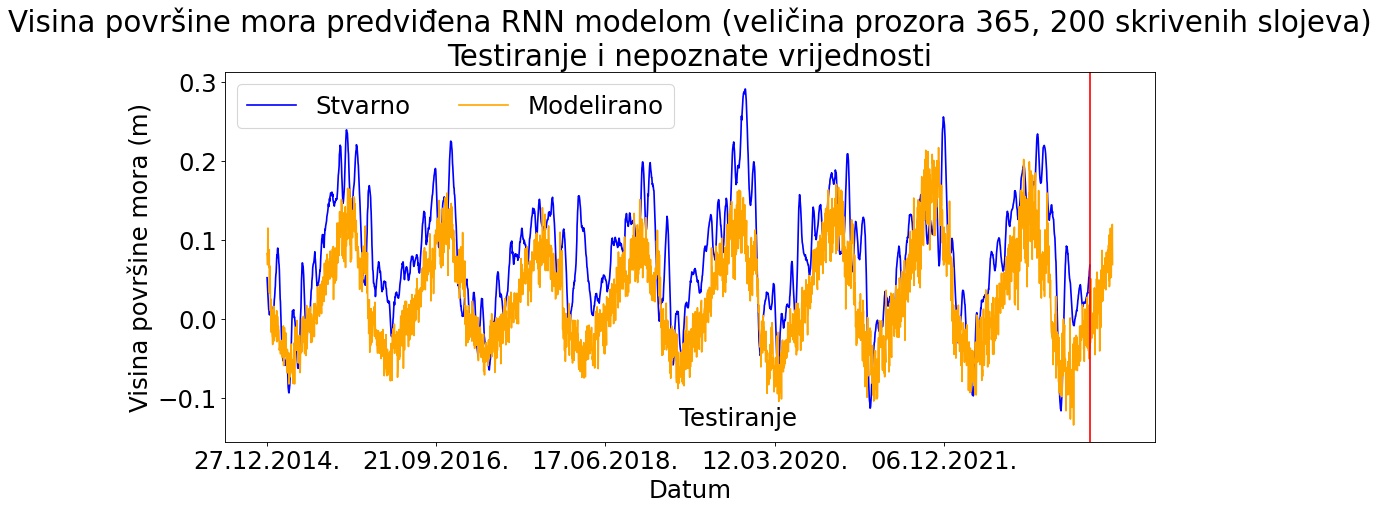 Visina površine mora predviđena RNN modelom (veličina prozora 365, 200 skrivenih slojeva)
Testiranje i nepoznate vrijednosti
Stvarno Modelirano
Visina površine mora (m)
0.3
0.2
0.1
0.0
−0.1
Testiranje
27.12.2014. 21.09.2016. 17.06.2018. 12.03.2020. 06.12.2021.
Datum